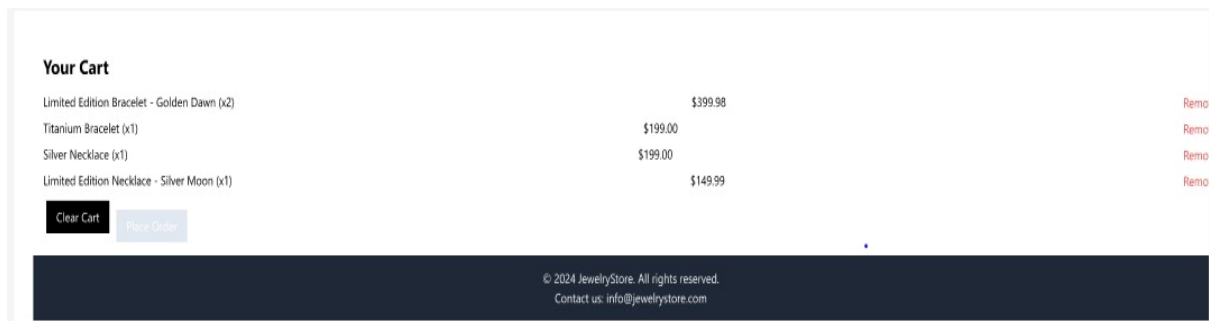 Your Cart
Limited Edition Bracelet - Golden Dawn (x2) $399.98 Remo
Titanium Bracelet (x1) $199.00 Remo
Silver Necklace (x1) $199.00 Remo
Limited Edition Necklace - Silver Moon (x1) $149.99 Remo
Clear Cart Place Order
© 2024 JewelryStore. All rights reserved.
Contact us: info@jewelrystore.com